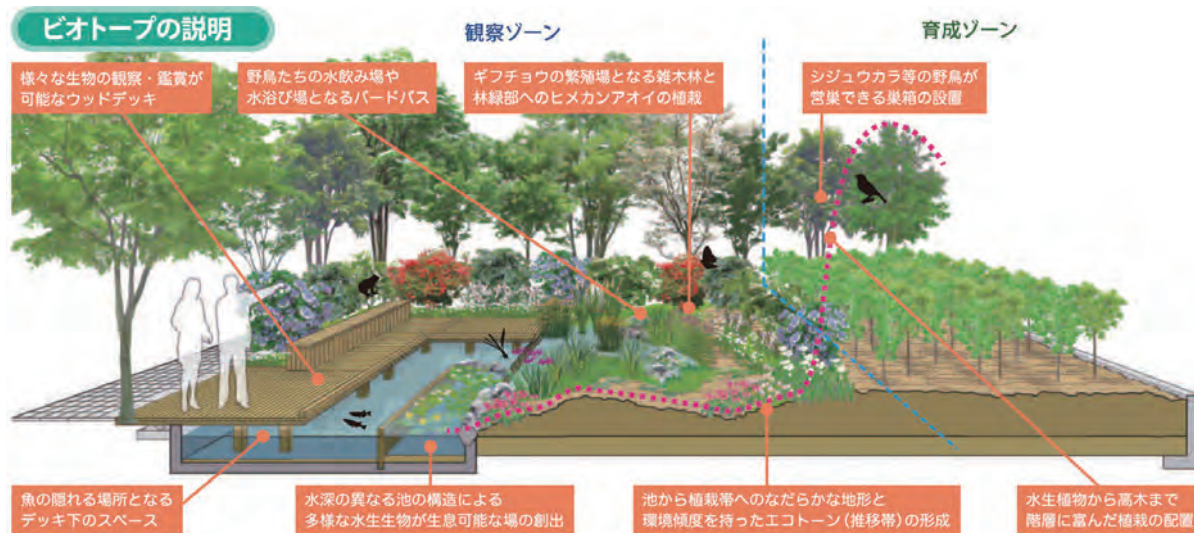 ビオトープの説明
観察ゾーン
育成ゾーン
様々な生物の観察・鑑賞が
可能なウッドデッキ
野鳥たちの水飲み場や
水浴び場となるバードバス
ギフチョウの繁殖場となる雑木林と
林縁部へのヒメカンアオイの植栽
シジュウカラ等の野鳥が
営巣できる巣箱の設置
魚の隠れる場所となる
デッキ下のスペース
水深の異なる池の構造による
多様な水生生物が生息可能な場の創出
池から植栽帯へのなだらかな地形と
環境傾度を持ったエコトーン（推移帯）の形成
水生植物から高木まで
階層に富んだ植栽の配置